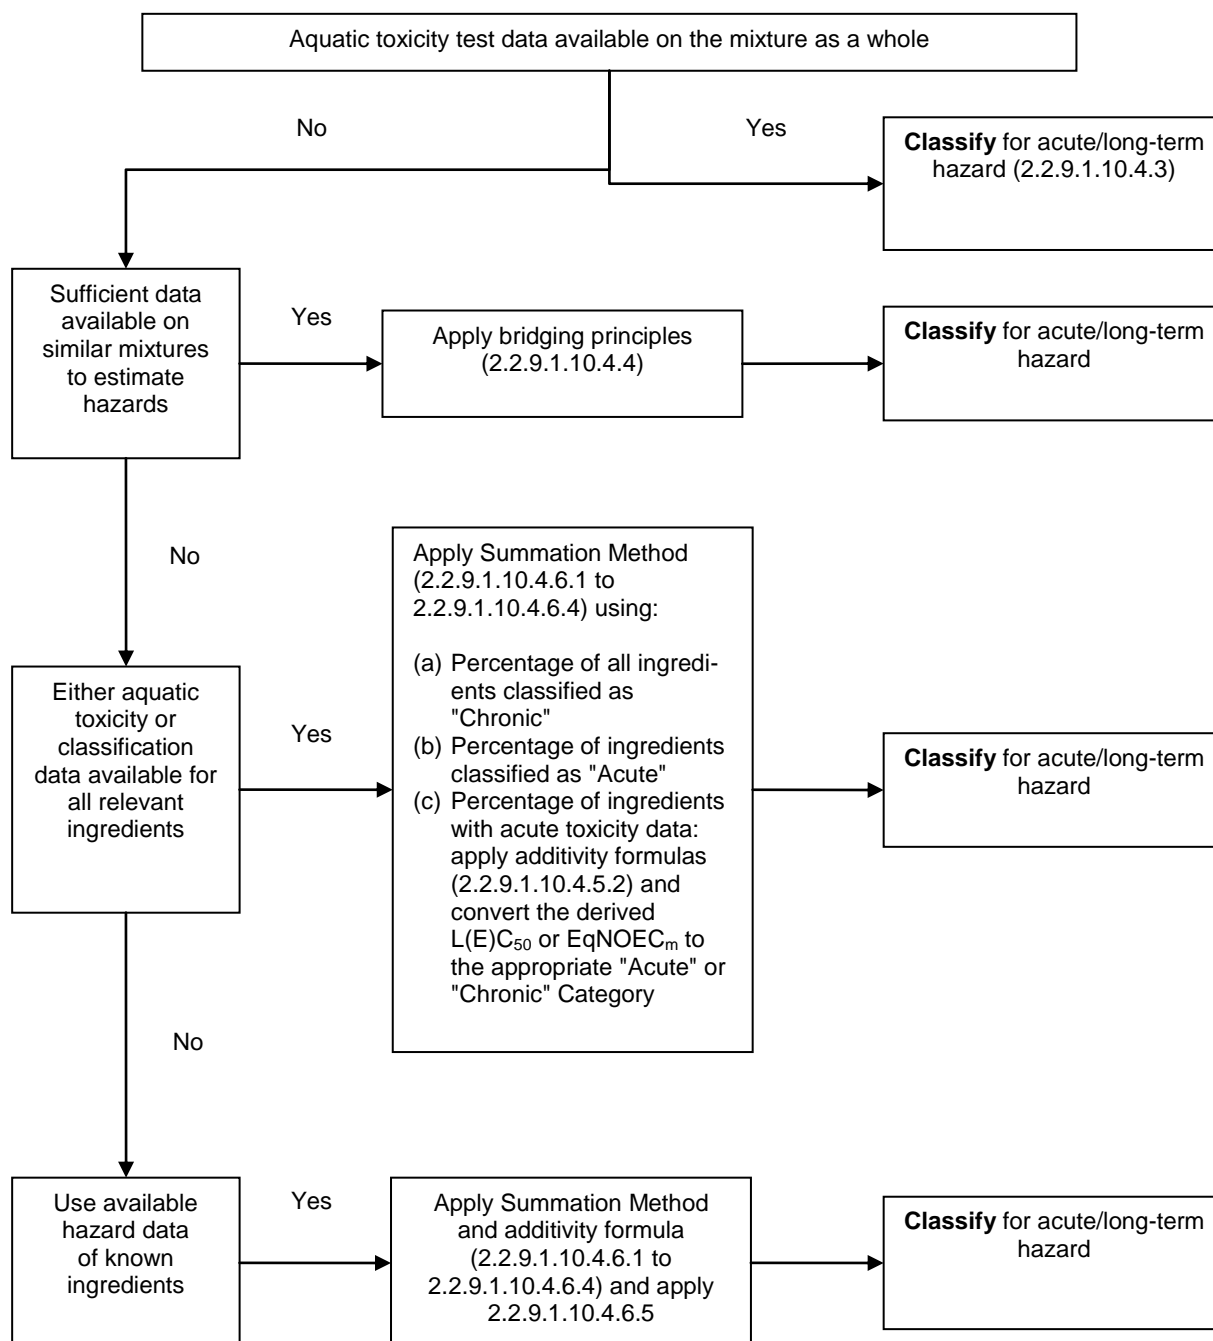 Aquatic toxicity test data available on the mixture as a whole
No
Yes
Classify for acute/long-term
hazard (2.2.9.1.10.4.3)
Sufficient data
available on
similar mixtures
to estimate
hazards
Yes
Apply bridging principles
(2.2.9.1.10.4.4)
Classify for acute/long-term
hazard
No
Either aquatic
toxicity or
classification
data available for
all relevant
ingredients
Yes
Apply Summation Method
(2.2.9.1.10.4.6.1 to
2.2.9.1.10.4.6.4) using:
(a) Percentage of all ingredi-
ents classified as
"Chronic"
(b) Percentage of ingredients
classified as "Acute"
(c) Percentage of ingredients
with acute toxicity data:
apply additivity formulas
(2.2.9.1.10.4.5.2) and
convert the derived
L(E)C₅₀ or EqNOECₘ to
the appropriate "Acute" or
"Chronic" Category
Classify for acute/long-term
hazard
No
Use available
hazard data
of known
ingredients
Yes
Apply Summation Method
and additivity formula
(2.2.9.1.10.4.6.1 to
2.2.9.1.10.4.6.4) and apply
2.2.9.1.10.4.6.5
Classify for acute/long-term
hazard